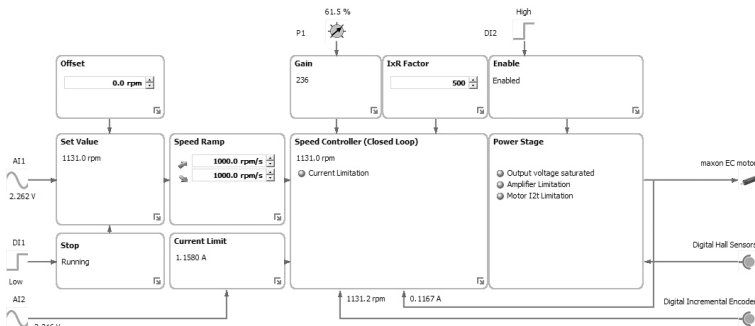 61.5 %
P1
High
DI2
Offset
0.0 rpm
Gain
236
IxR Factor
500
Enable
Enabled
AI1
2.262 V
Set Value
1131.0 rpm
Speed Ramp
1000.0 rpm/s
1000.0 rpm/s
Speed Controller (Closed Loop)
1131.0 rpm
Current Limitation
Power Stage
Output voltage saturated
Amplifier Limitation
Motor I2t Limitation
maxon EC motor
DI1
Low
Stop
Running
Current Limit
1.1580 A
Digital Hall Sensors
AI2
1131.2 rpm
0.1167 A
Digital Incremental Encoder